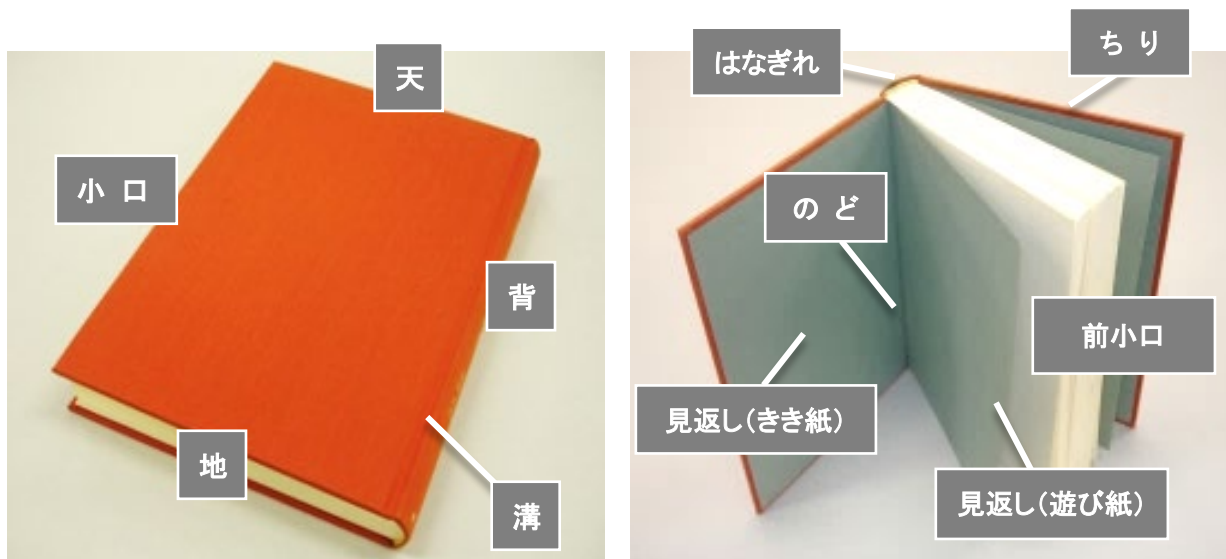 天
小 口
背
地
溝
はなぎれ
ち り
の ど
前小口
見返し(きき紙)
見返し(遊び紙)